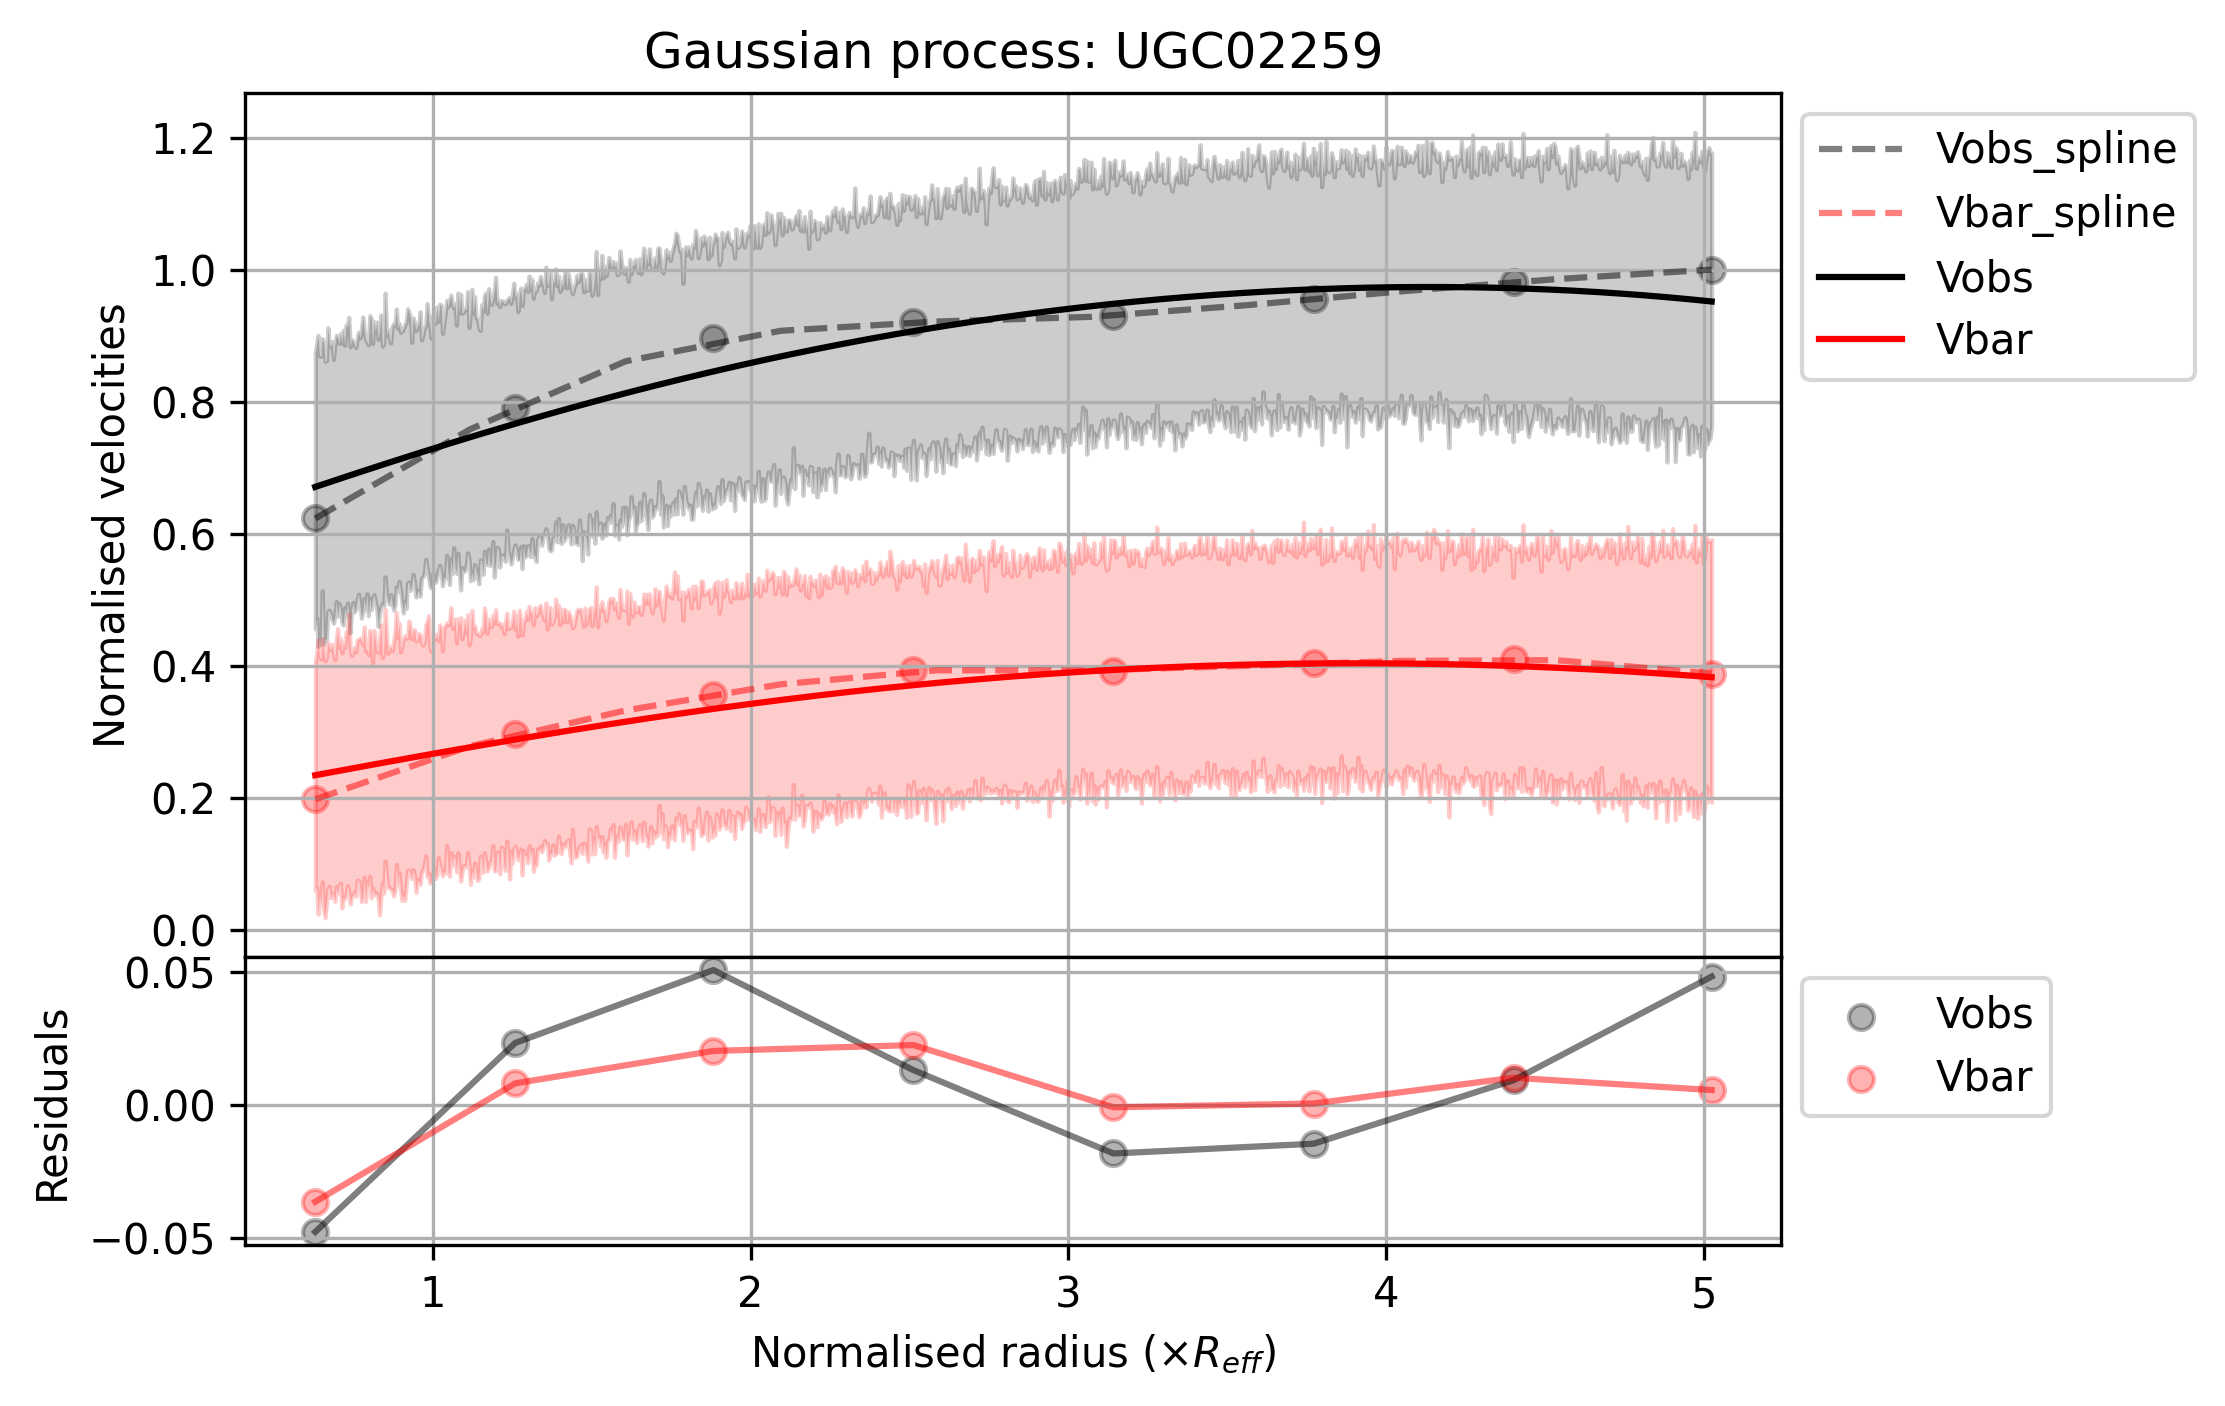 Gaussian process: UGC02259
Normalised velocities
1.2
1.0
0.8
0.6
0.4
0.2
0.0
Vobs_spline
Vbar_spline
Vobs
Vbar
Residuals
0.05
0.00
−0.05
Vobs
Vbar
1 2 3 4 5
Normalised radius (×R_eff)